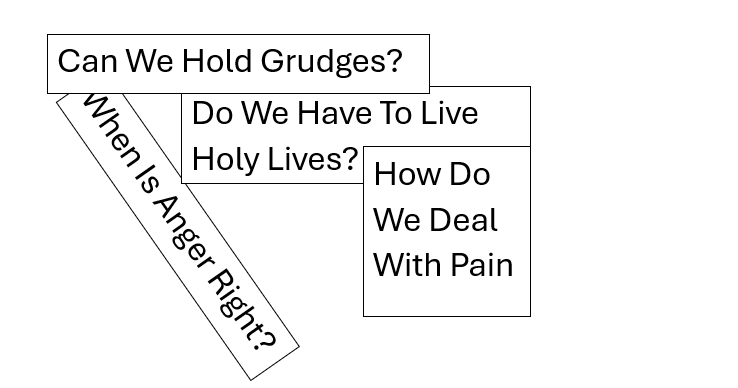 Can We Hold Grudges?
When Is Anger Right?
Do We Have To Live
Holy Lives?
How Do
We Deal
With Pain